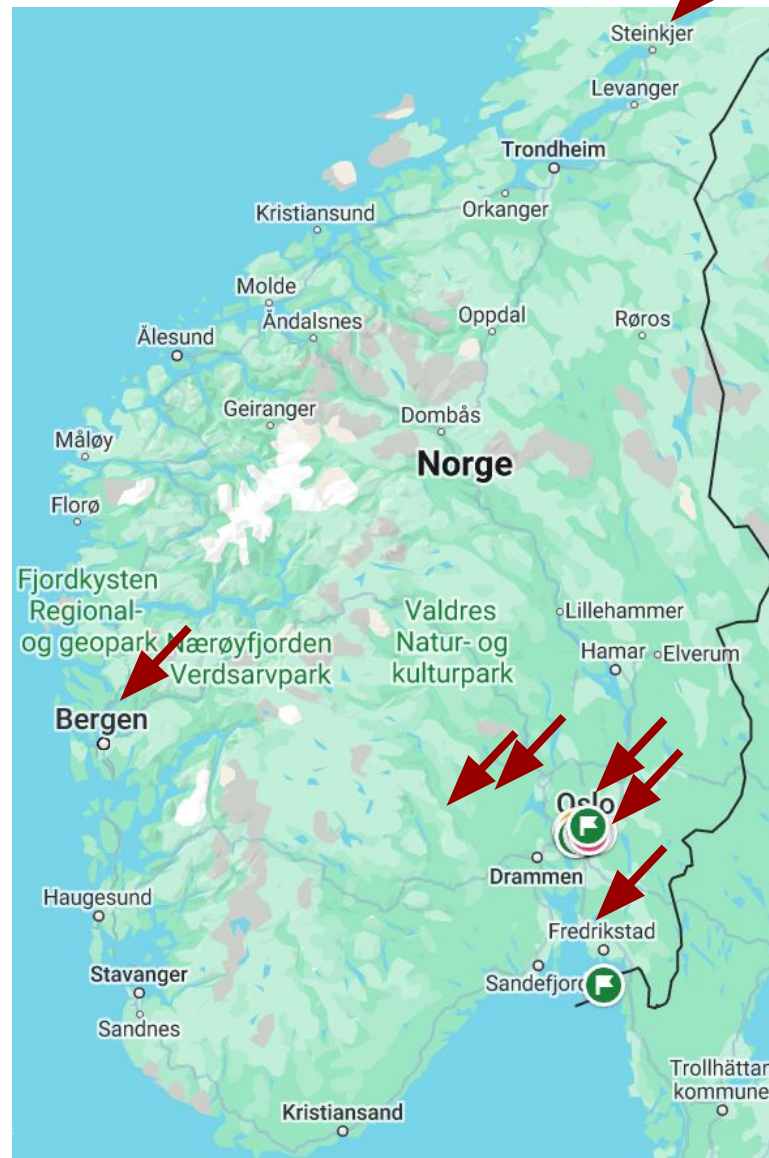 Steinkjer
Levanger
Trondheim
Orkanger
Kristiansund
Molde
Åndalsnes
Oppdal
Røros
Ålesund
Geiranger
Dombås
Måløy
Norge
Florø
Fjordkysten
Regional-
og geopark
Nærøyfjorden
Verdsarvpark
Valdres
Natur- og
kulturpark
Lillehammer
Hamar
Elverum
Bergen
Oslo
Drammen
Haugesund
Fredrikstad
Stavanger
Sandefjord
Sandnes
Trollhättan
kommune
Kristiansand